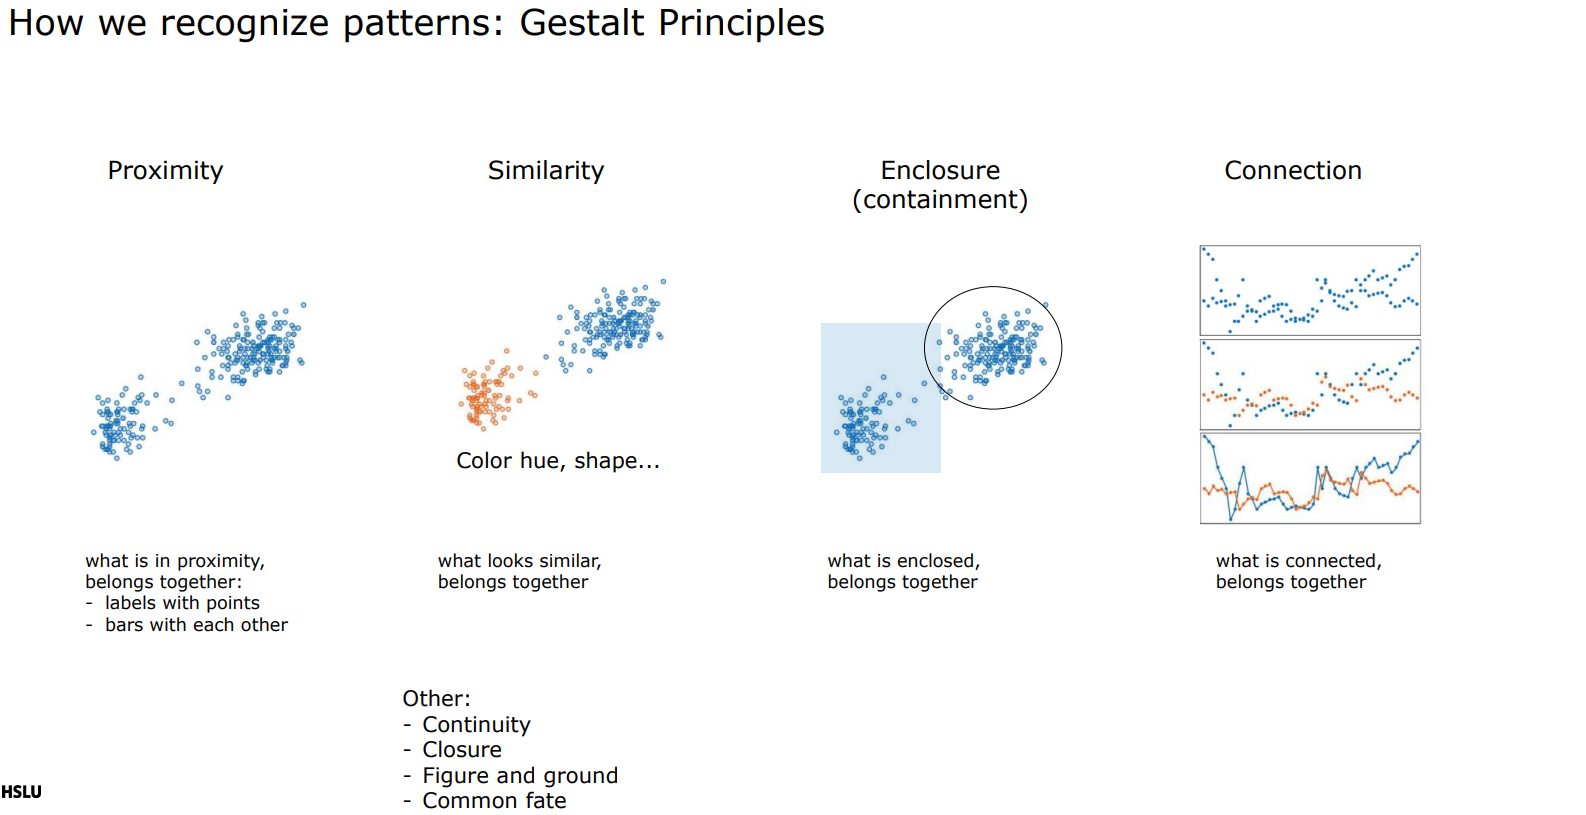 How we recognize patterns: Gestalt Principles
Proximity
Similarity
Enclosure
(containment)
Connection
Color hue, shape...
what is in proximity,
belongs together:
- labels with points
- bars with each other
what looks similar,
belongs together
what is enclosed,
belongs together
what is connected,
belongs together
Other:
- Continuity
- Closure
- Figure and ground
- Common fate
HSLU